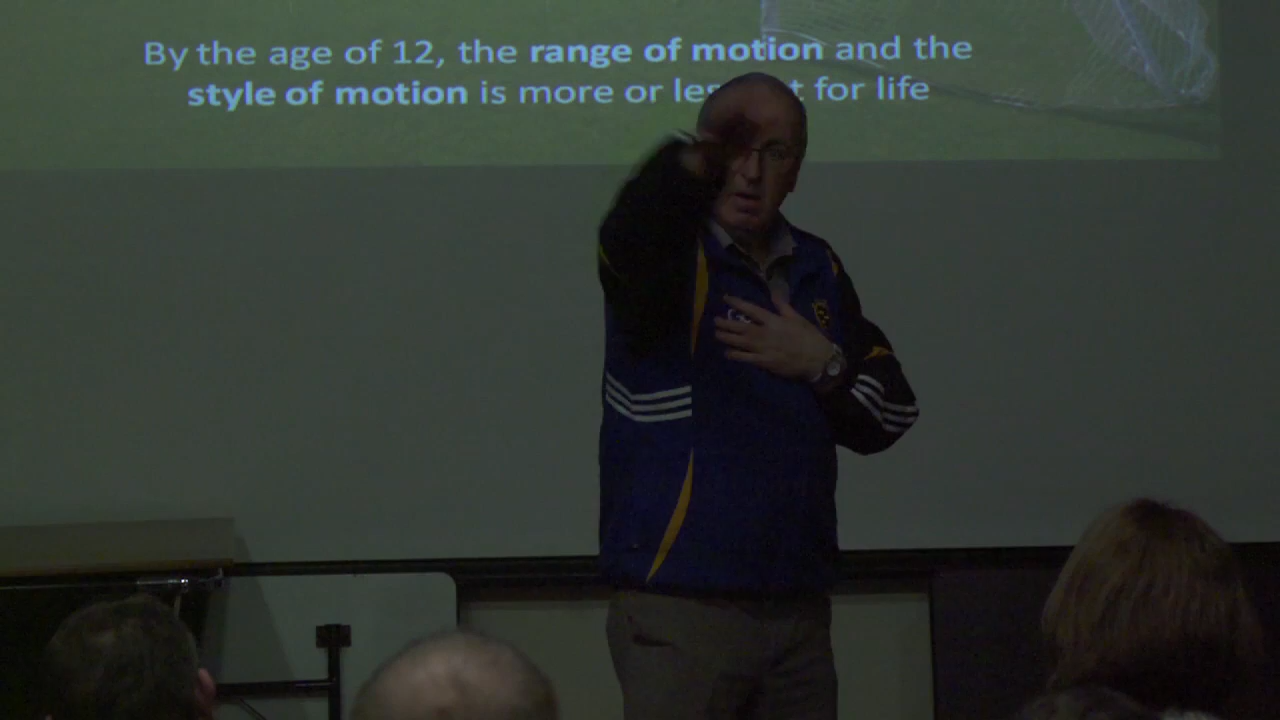 By the age of 12, the range of motion and the
style of motion is more or les t for life